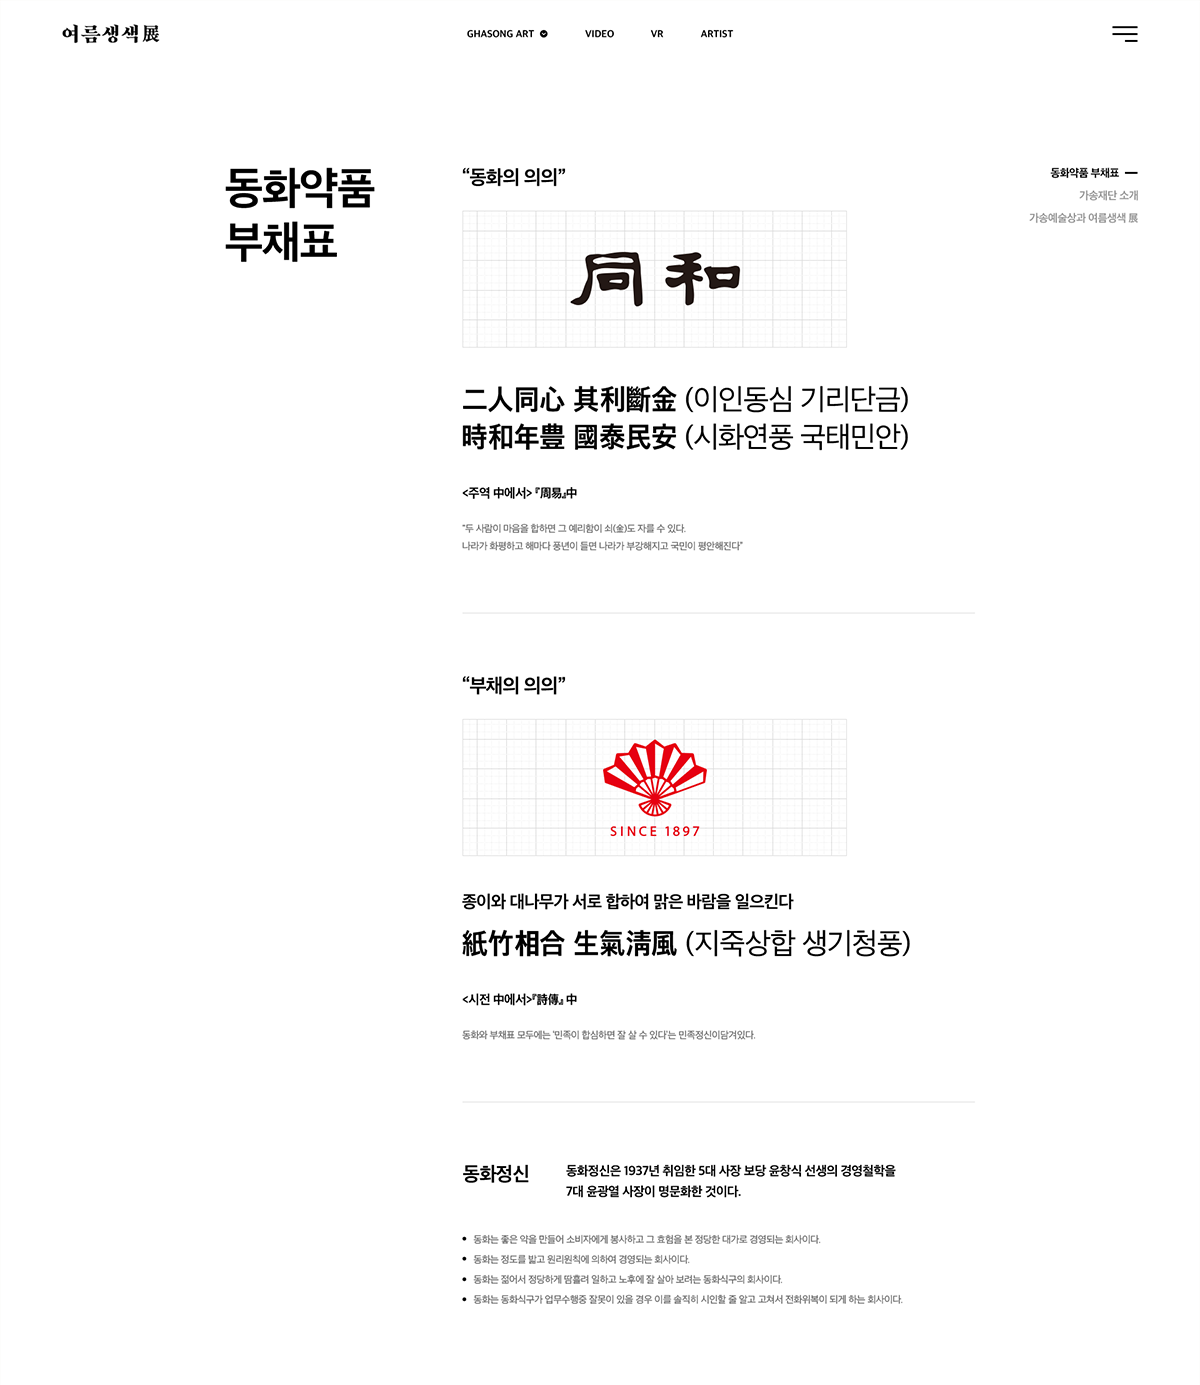 여름생색展
GHASONG ART
VIDEO
VR
ARTIST
동화약품
부채표
동화약품 부채표
가송재단 소개
가송예술상과 여름생색 展
“동화의 의의”
同和
二人同心 其利斷金 (이인동심 기리단금)
時和年豊 國泰民安 (시화연풍 국태민안)
<주역 中에서>『周易』中
"두 사람이 마음을 합하면 그 예리함이 쇠(金)도 자를 수 있다.
나라가 화평하고 해마다 풍년이 들면 나라가 부강해지고 국민이 평안해진다"
“부채의 의의”
SINCE 1897
종이와 대나무가 서로 합하여 맑은 바람을 일으킨다
紙竹相合 生氣淸風 (지죽상합 생기청풍)
<시전 中에서>『詩傳』 中
동화와 부채표 모두에는 '민족이 합심하면 잘 살 수 있다'는 민족정신이담겨있다.
동화정신
동화정신은 1937년 취임한 5대 사장 보당 윤창식 선생의 경영철학을
7대 윤광열 사장이 명문화한 것이다.
동화는 좋은 약을 만들어 소비자에게 봉사하고 그 효험을 본 정당한 대가로 경영되는 회사이다.
동화는 정도를 밟고 원리원칙에 의하여 경영되는 회사이다.
동화는 젊어서 정당하게 땀흘려 일하고 노후에 잘 살아 보려는 동화식구의 회사이다.
동화는 동화식구가 업무수행중 잘못이 있을 경우 이를 솔직히 시인할 줄 알고 고쳐서 전화위복이 되게 하는 회사이다.